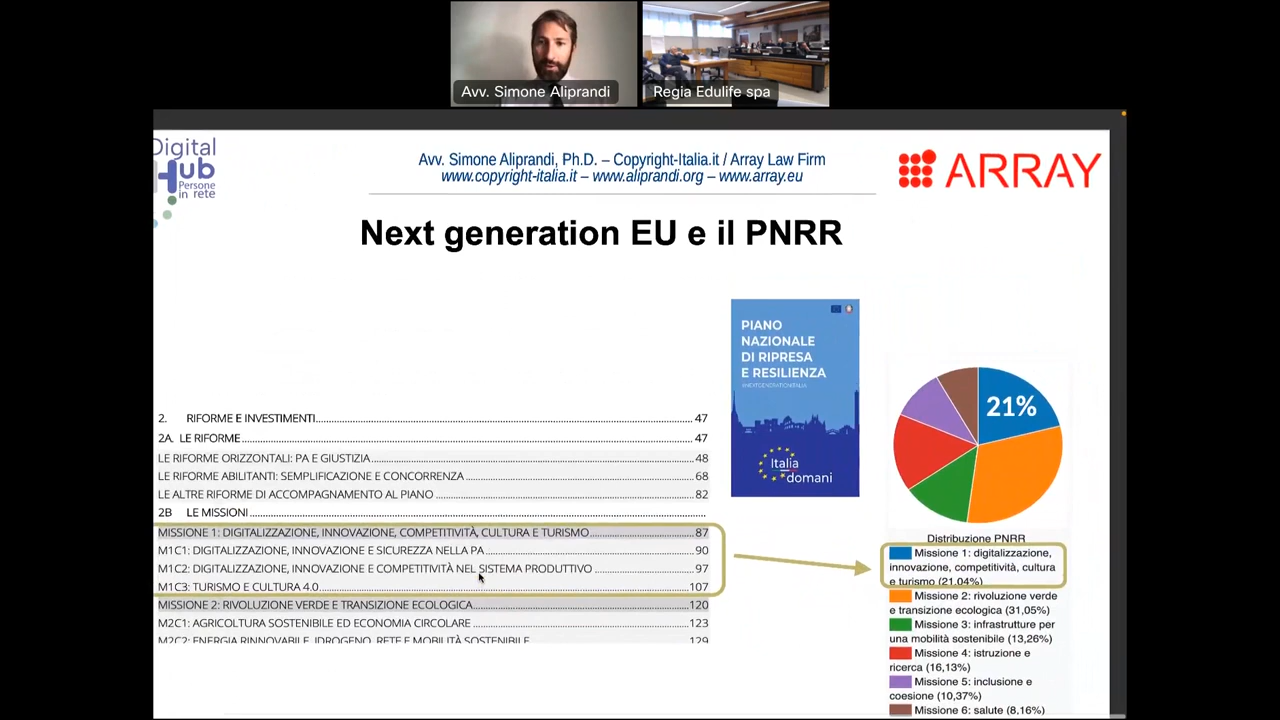 Avv. Simone Aliprandi
Regia Edulife spa
Digital
Hub
Persone
in rete
Avv. Simone Aliprandi, Ph.D. – Copyright-Italia.it / Array Law Firm
www.copyright-italia.it – www.aliprandi.org – www.array.eu
ARRAY
Next generation EU e il PNRR
2. RIFORME E INVESTIMENTI 47
2A. LE RIFORME 47
LE RIFORME ORIZZONTALI: PA E GIUSTIZIA 48
LE RIFORME ABILITANTI: SEMPLIFICAZIONE E CONCORRENZA 68
LE ALTRE RIFORME DI ACCOMPAGNAMENTO AL PIANO 82
2B LE MISSIONI
MISSIONE 1: DIGITALIZZAZIONE, INNOVAZIONE, COMPETITIVITÀ, CULTURA E TURISMO 87
M1C1: DIGITALIZZAZIONE, INNOVAZIONE E SICUREZZA NELLA PA 90
M1C2: DIGITALIZZAZIONE, INNOVAZIONE E COMPETITIVITÀ NEL SISTEMA PRODUTTIVO 97
M1C3: TURISMO E CULTURA 4.0 107
MISSIONE 2: RIVOLUZIONE VERDE E TRANSIZIONE ECOLOGICA 120
M2C1: AGRICOLTURA SOSTENIBILE ED ECONOMIA CIRCOLARE 123
M2C2: ENERGIA RINNOVABILE, IDROGENO, RETE E MOBILITÀ SOSTENIBILE 129
PIANO
NAZIONALE
DI RIPRESA
E RESILIENZA
#NEXTGENERATIONITALIA
Italia
domani
21%
Distribuzione PNRR
Missione 1: digitalizzazione,
innovazione, competitività, cultura
e turismo (21,04%)
Missione 2: rivoluzione verde
e transizione ecologica (31,05%)
Missione 3: infrastrutture per
una mobilità sostenibile (13,26%)
Missione 4: istruzione e
ricerca (16,13%)
Missione 5: inclusione e
coesione (10,37%)
Missione 6: salute (8,16%)